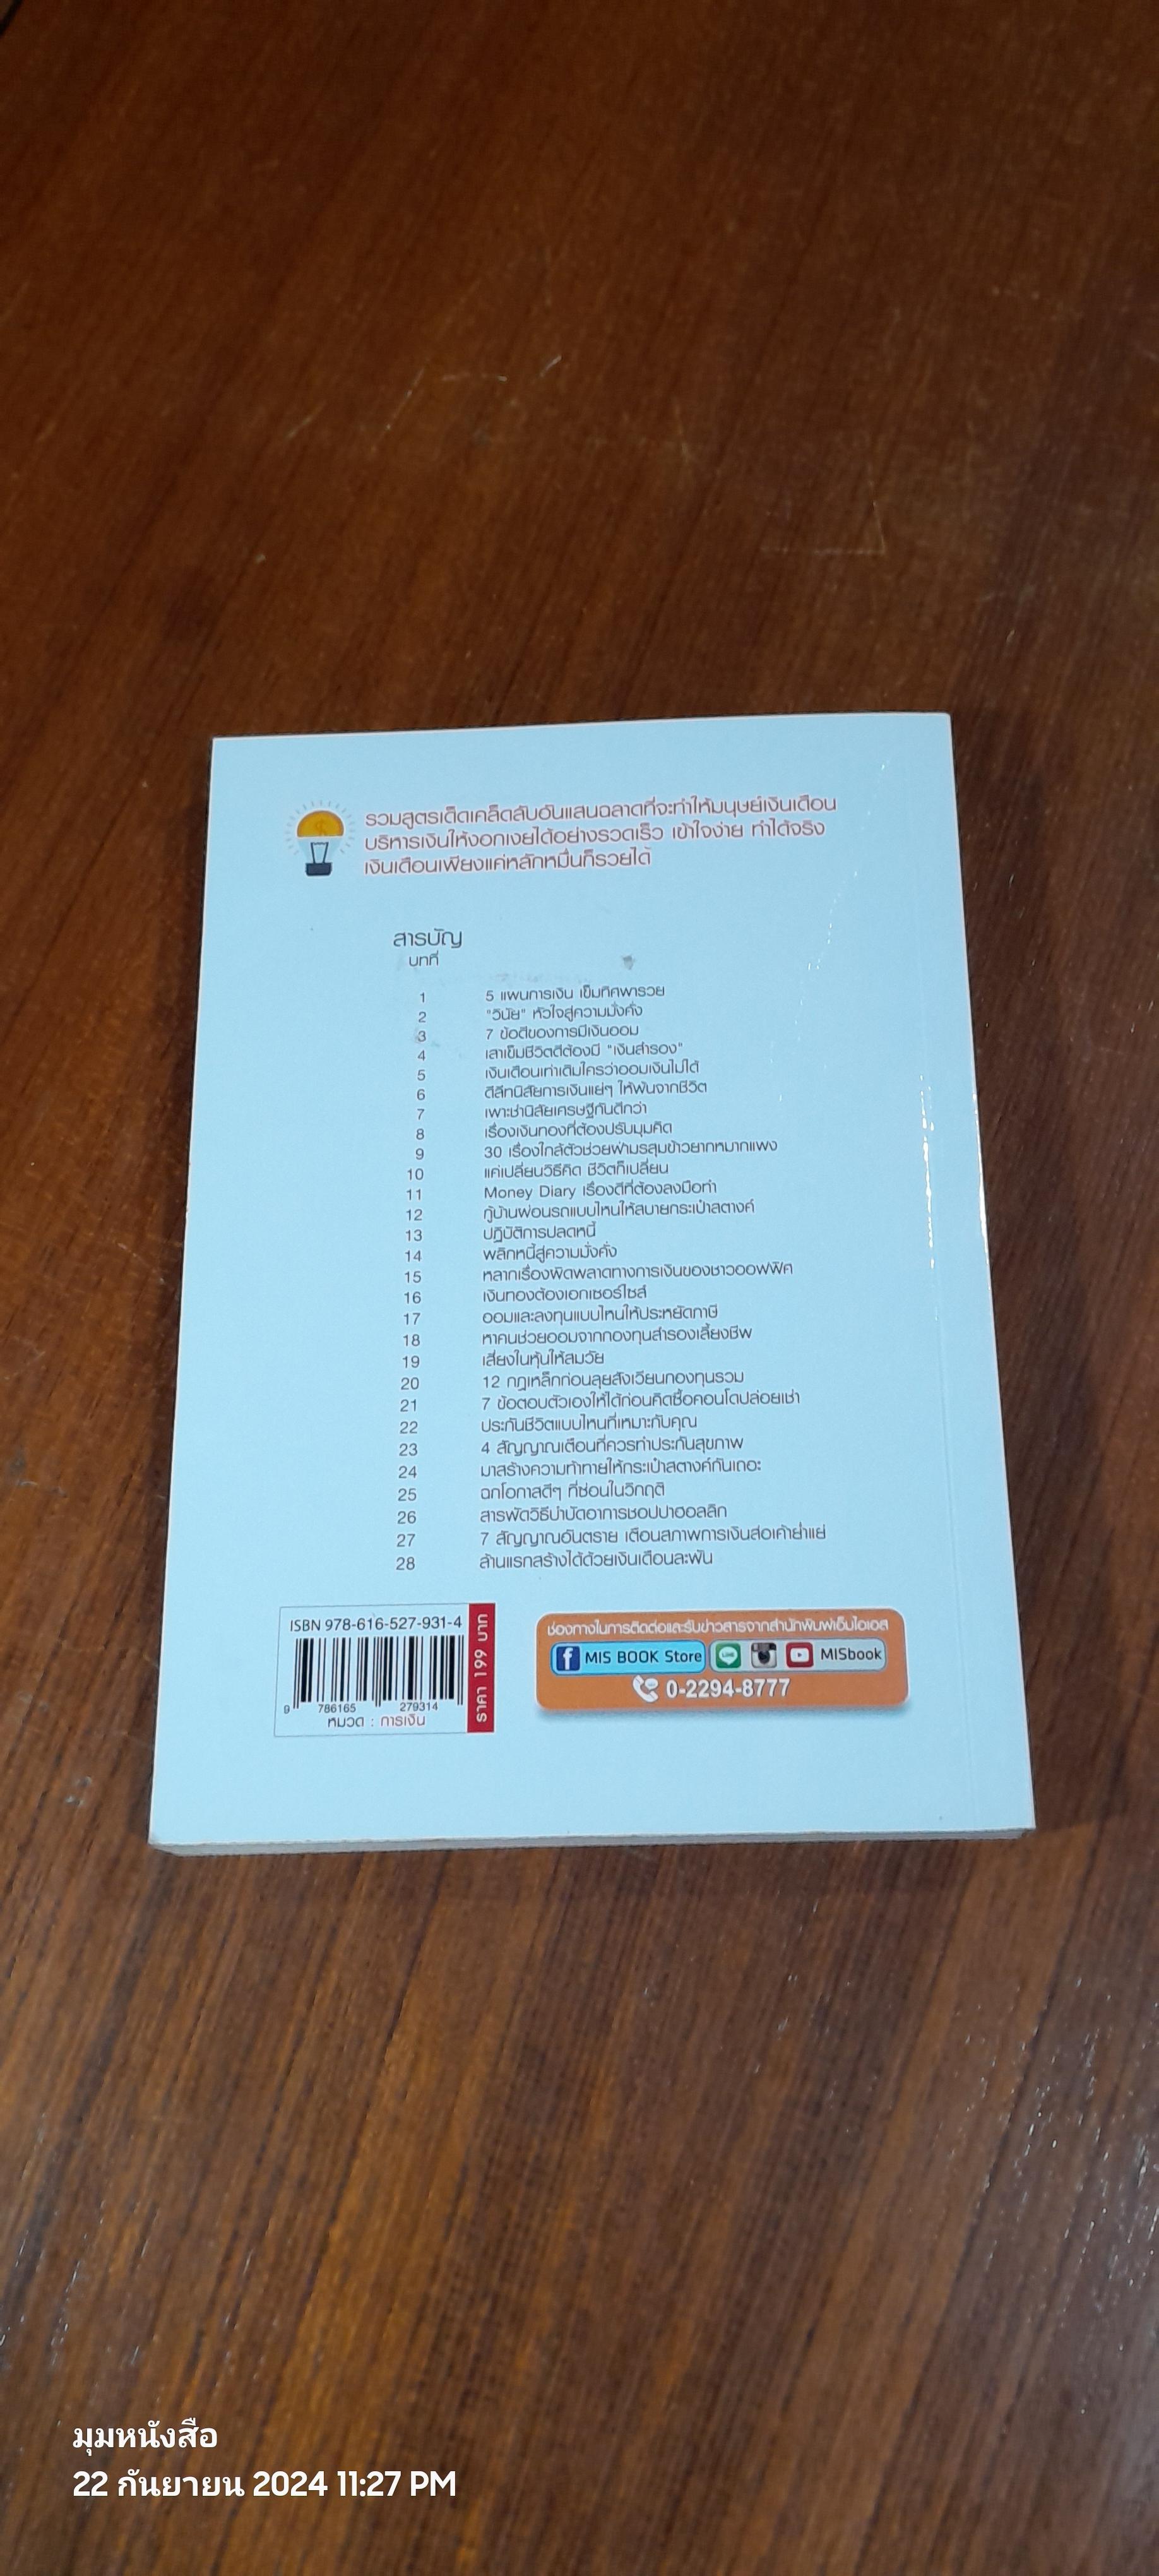 รวมสูตรเด็ดเคล็ดลับอันแสนฉลาดที่จะทำให้มนุษย์เงินเดือน
บริหารเงินให้งอกเงยได้อย่างรวดเร็ว เข้าใจง่าย ทำได้จริง
เงินเดือนเพียงแค่หลักหมื่นก็รวยได้
สารบัญ
บทที่
1 5 แผนการเงิน เข็มทิศพารวย
2 "วินัย" หัวใจสู่ความมั่งคั่ง
3 7 ข้อดีของการมีเงินออม
4 เสาเข็มชีวิตดีต้องมี "เงินสำรอง"
5 เงินเดือนเท่าเดิมใครว่าออมเงินไม่ได้
6 ดีลีทนิสัยการเงินแย่ๆ ให้พ้นจากชีวิต
7 เพาะชำนิสัยเศรษฐีกันดีกว่า
8 เรื่องเงินทองที่ต้องปรับมุมคิด
9 30 เรื่องใกล้ตัวช่วยฝ่ามรสุมข้าวยากหมากแพง
10 แค่เปลี่ยนวิธีคิด ชีวิตก็เปลี่ยน
11 Money Diary เรื่องดีที่ต้องลงมือทำ
12 กู้บ้านผ่อนรถแบบไหนให้สบายกระเป๋าสตางค์
13 ปฏิบัติการปลดหนี้
14 พลิกหนี้สู่ความมั่งคั่ง
15 หลากเรื่องผิดพลาดทางการเงินของชาวออฟฟิศ
16 เงินทองต้องเอกเซอร์ไซส์
17 ออมและลงทุนแบบไหนให้ประหยัดภาษี
18 หาคนช่วยออมจากกองทุนสำรองเลี้ยงชีพ
19 เสี่ยงในหุ้นให้สมวัย
20 12 กฎเหล็กก่อนลุยสังเวียนกองทุนรวม
21 7 ข้อตอบตัวเองให้ได้ก่อนคิดซื้อคอนโดปล่อยเช่า
22 ประกันชีวิตแบบไหนที่เหมาะกับคุณ
23 4 สัญญาณเตือนที่ควรทำประกันสุขภาพ
24 มาสร้างความท้าทายให้กระเป๋าสตางค์กันเถอะ
25 ฉกโอกาสดีๆ ที่ซ่อนในวิกฤติ
26 สารพัดวิธีบำบัดอาการชอปปาฮอลลิก
27 7 สัญญาณอันตราย เตือนสภาพการเงินส่อเค้าย่ำแย่
28 ล้านแรกสร้างได้ด้วยเงินเดือนละพัน
ISBN 978-616-527-931-4
9 786165 279314
หมวด : การเงิน
ราคา 199 บาท
ช่องทางในการติดต่อและรับข่าวสารจากสำนักพิมพ์เอ็มไอเอส
MIS BOOK Store LINE MISbook
0-2294-8777
มุมหนังสือ
22 กันยายน 2024 11:27 PM